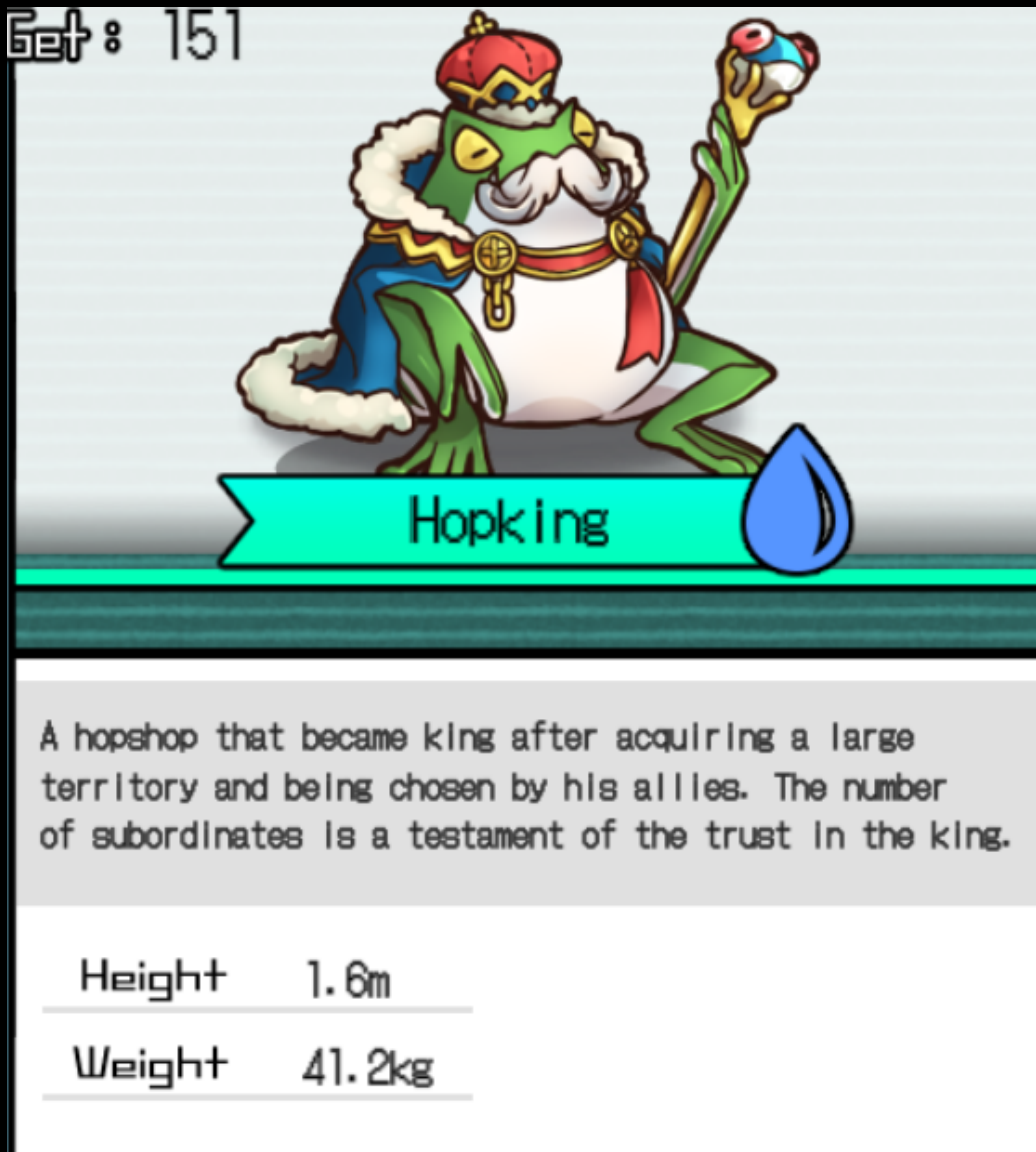 Get: 151
Hopking
A hopshop that became king after acquiring a large
territory and being chosen by his allies. The number
of subordinates is a testament of the trust in the king.
Height 1.6m
Weight 41.2kg